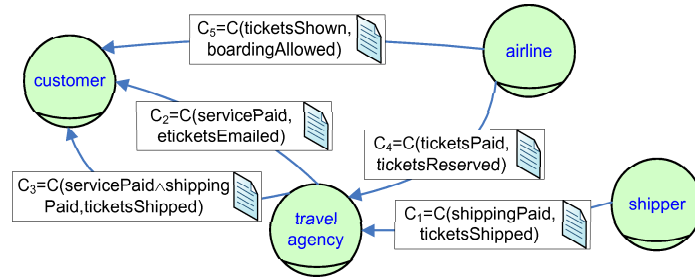 C₅=C(ticketsShown,
boardingAllowed)
airline
customer
C₂=C(servicePaid,
eticketsEmailed)
C₄=C(ticketsPaid,
ticketsReserved)
C₃=C(servicePaid∧shipping
Paid,ticketsShipped)
travel
agency
C₁=C(shippingPaid,
ticketsShipped)
shipper